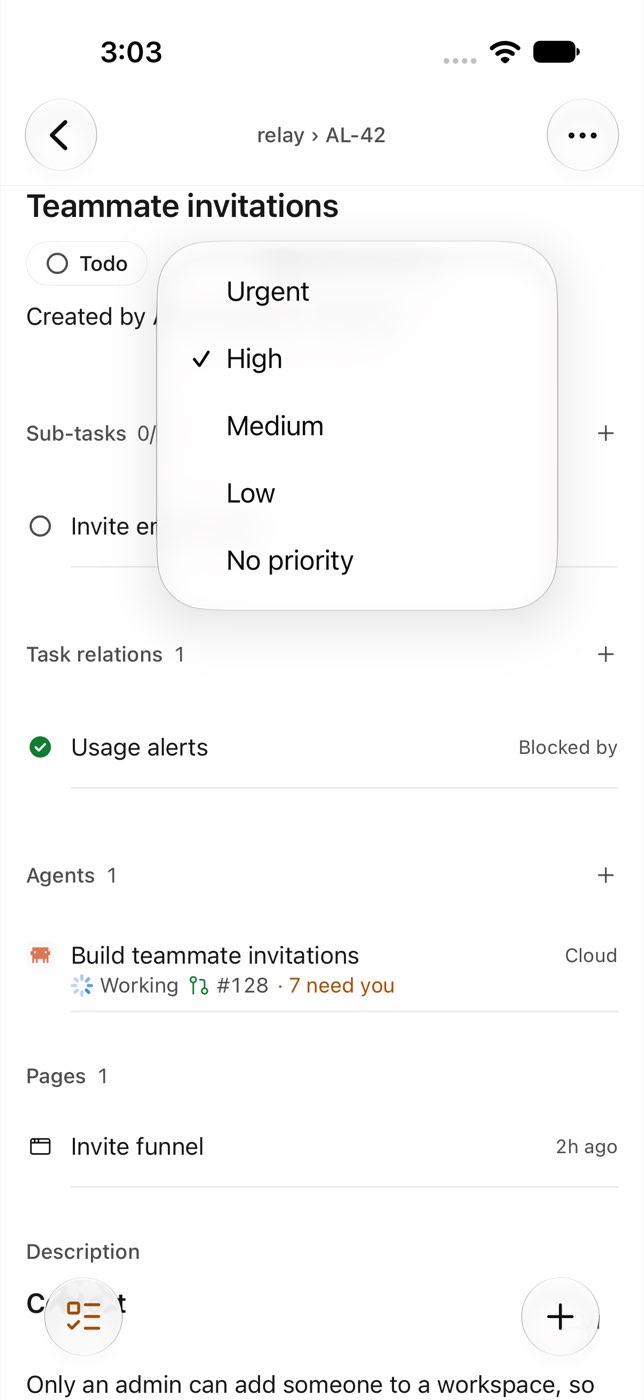 3:03
relay › AL-42
Teammate invitations
Todo
Created by
Urgent
High
Medium
Low
No priority
Sub-tasks 0/
Invite
Task relations 1
Usage alerts
Blocked by
Agents 1
Build teammate invitations
Cloud
Working #128 · 7 need you
Pages 1
Invite funnel
2h ago
Description
Only an admin can add someone to a workspace, so